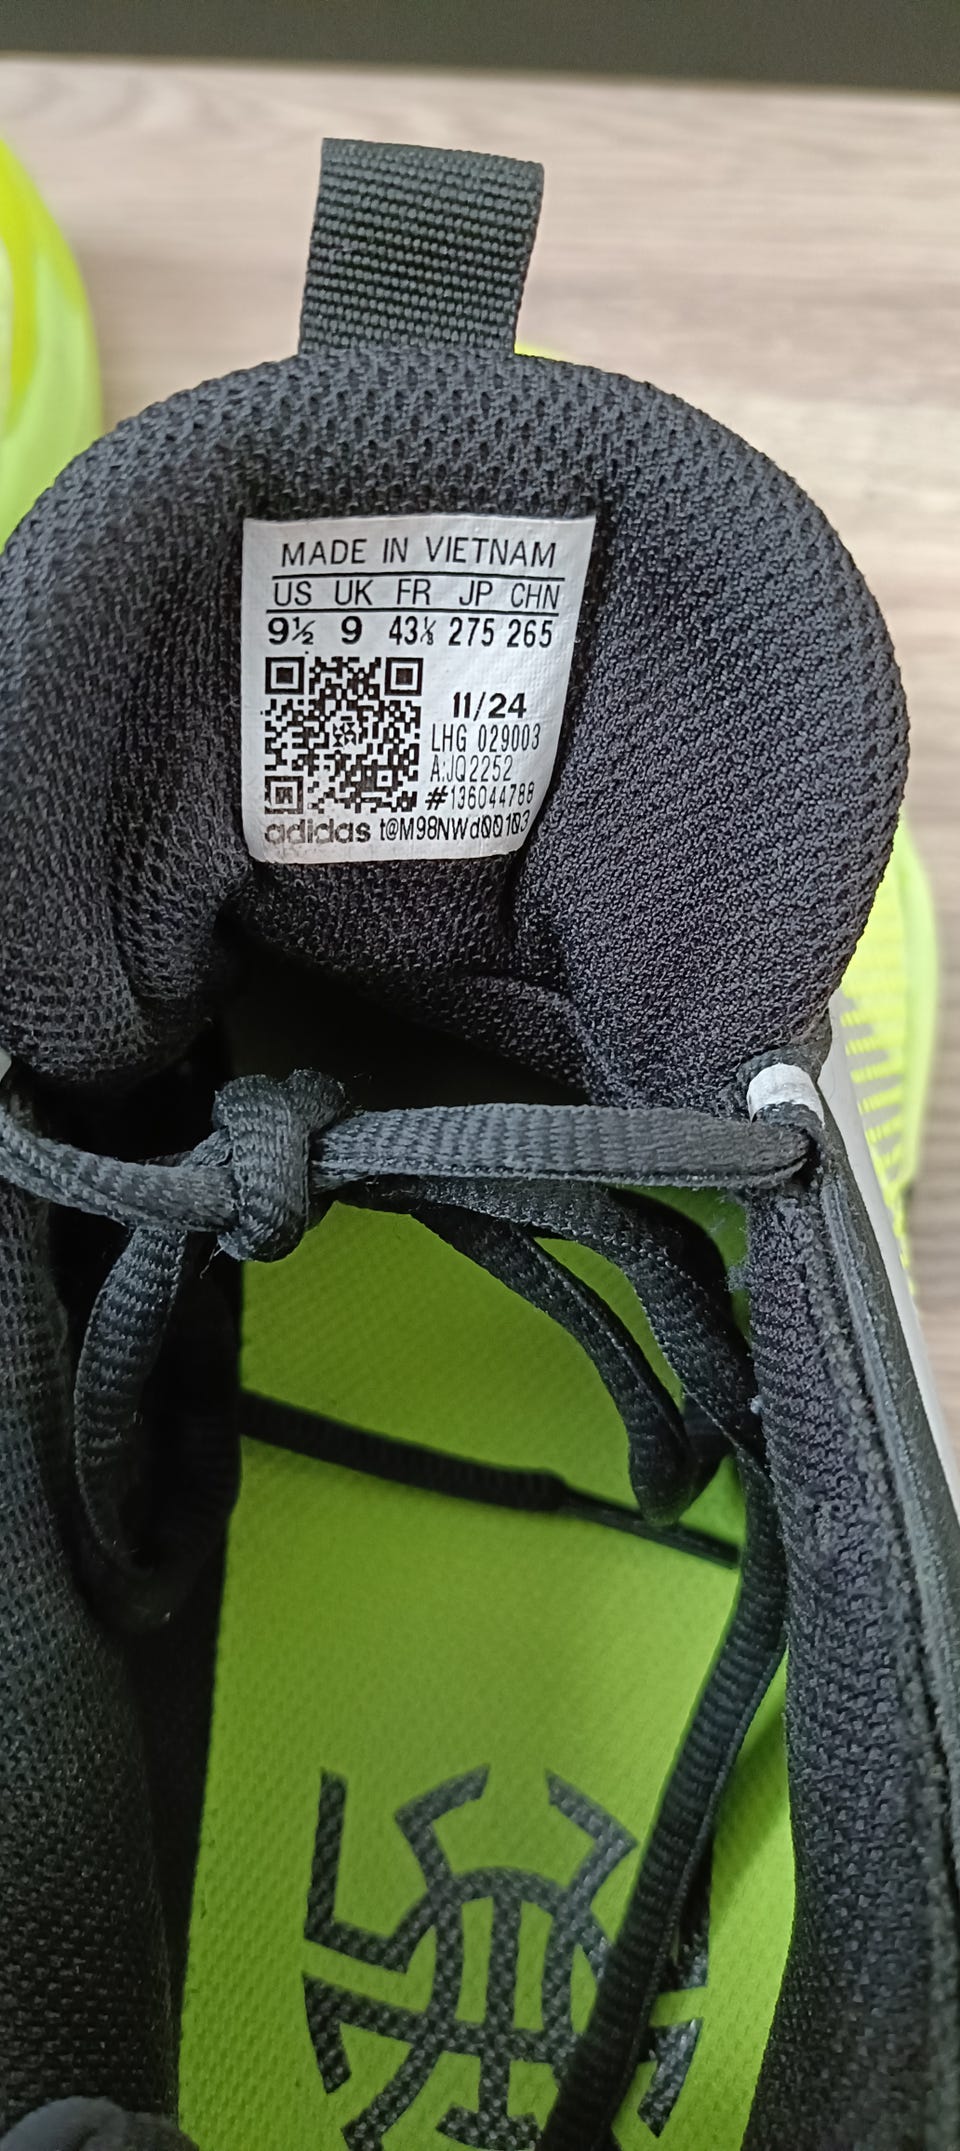 MADE IN VIETNAM
US UK FR JP CHN
9½ 9 43⅓ 275 265
11/24
LHG 029003
A:JQ2252
#136044788
adidas t@M98NWd00103